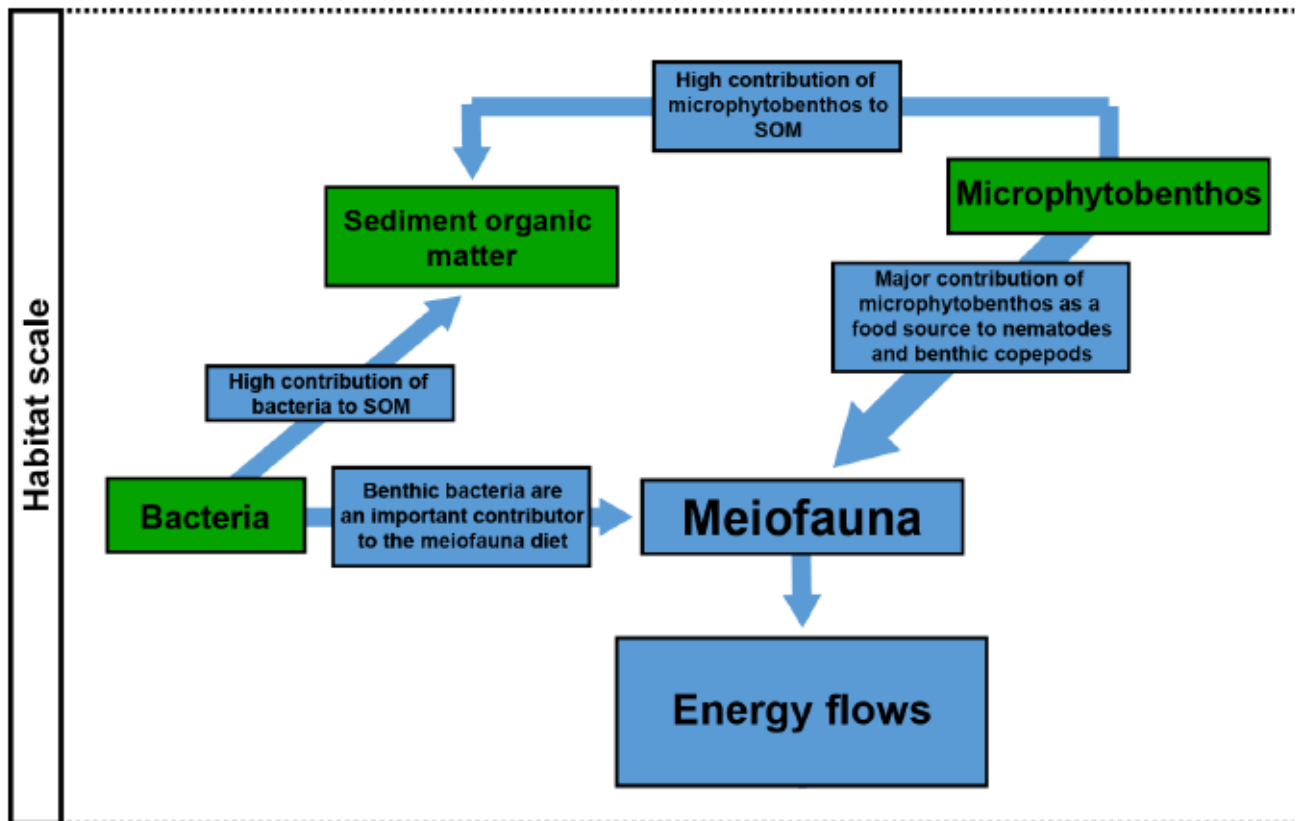 Habitat scale
High contribution of
microphytobenthos to
SOM
Microphytobenthos
Sediment organic
matter
Major contribution of
microphytobenthos as a
food source to nematodes
and benthic copepods
High contribution of
bacteria to SOM
Bacteria
Benthic bacteria are
an important contributor
to the meiofauna diet
Meiofauna
Energy flows